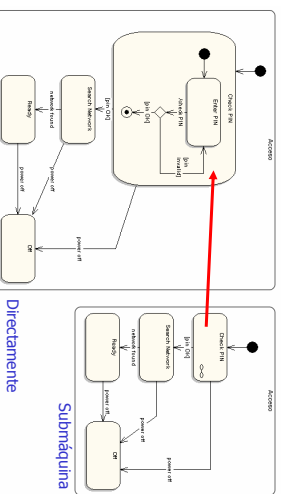 Acceso
Check PIN
Enter PIN
/check PIN
[pin
invalid]
[pin OK]
[pin OK]
Search Network
network found
Ready
power off
power off
power off
Off
Directamente
Acceso
Check PIN
[pin OK]
Search Network
network found
Ready
power off
power off
power off
Off
Submáquina